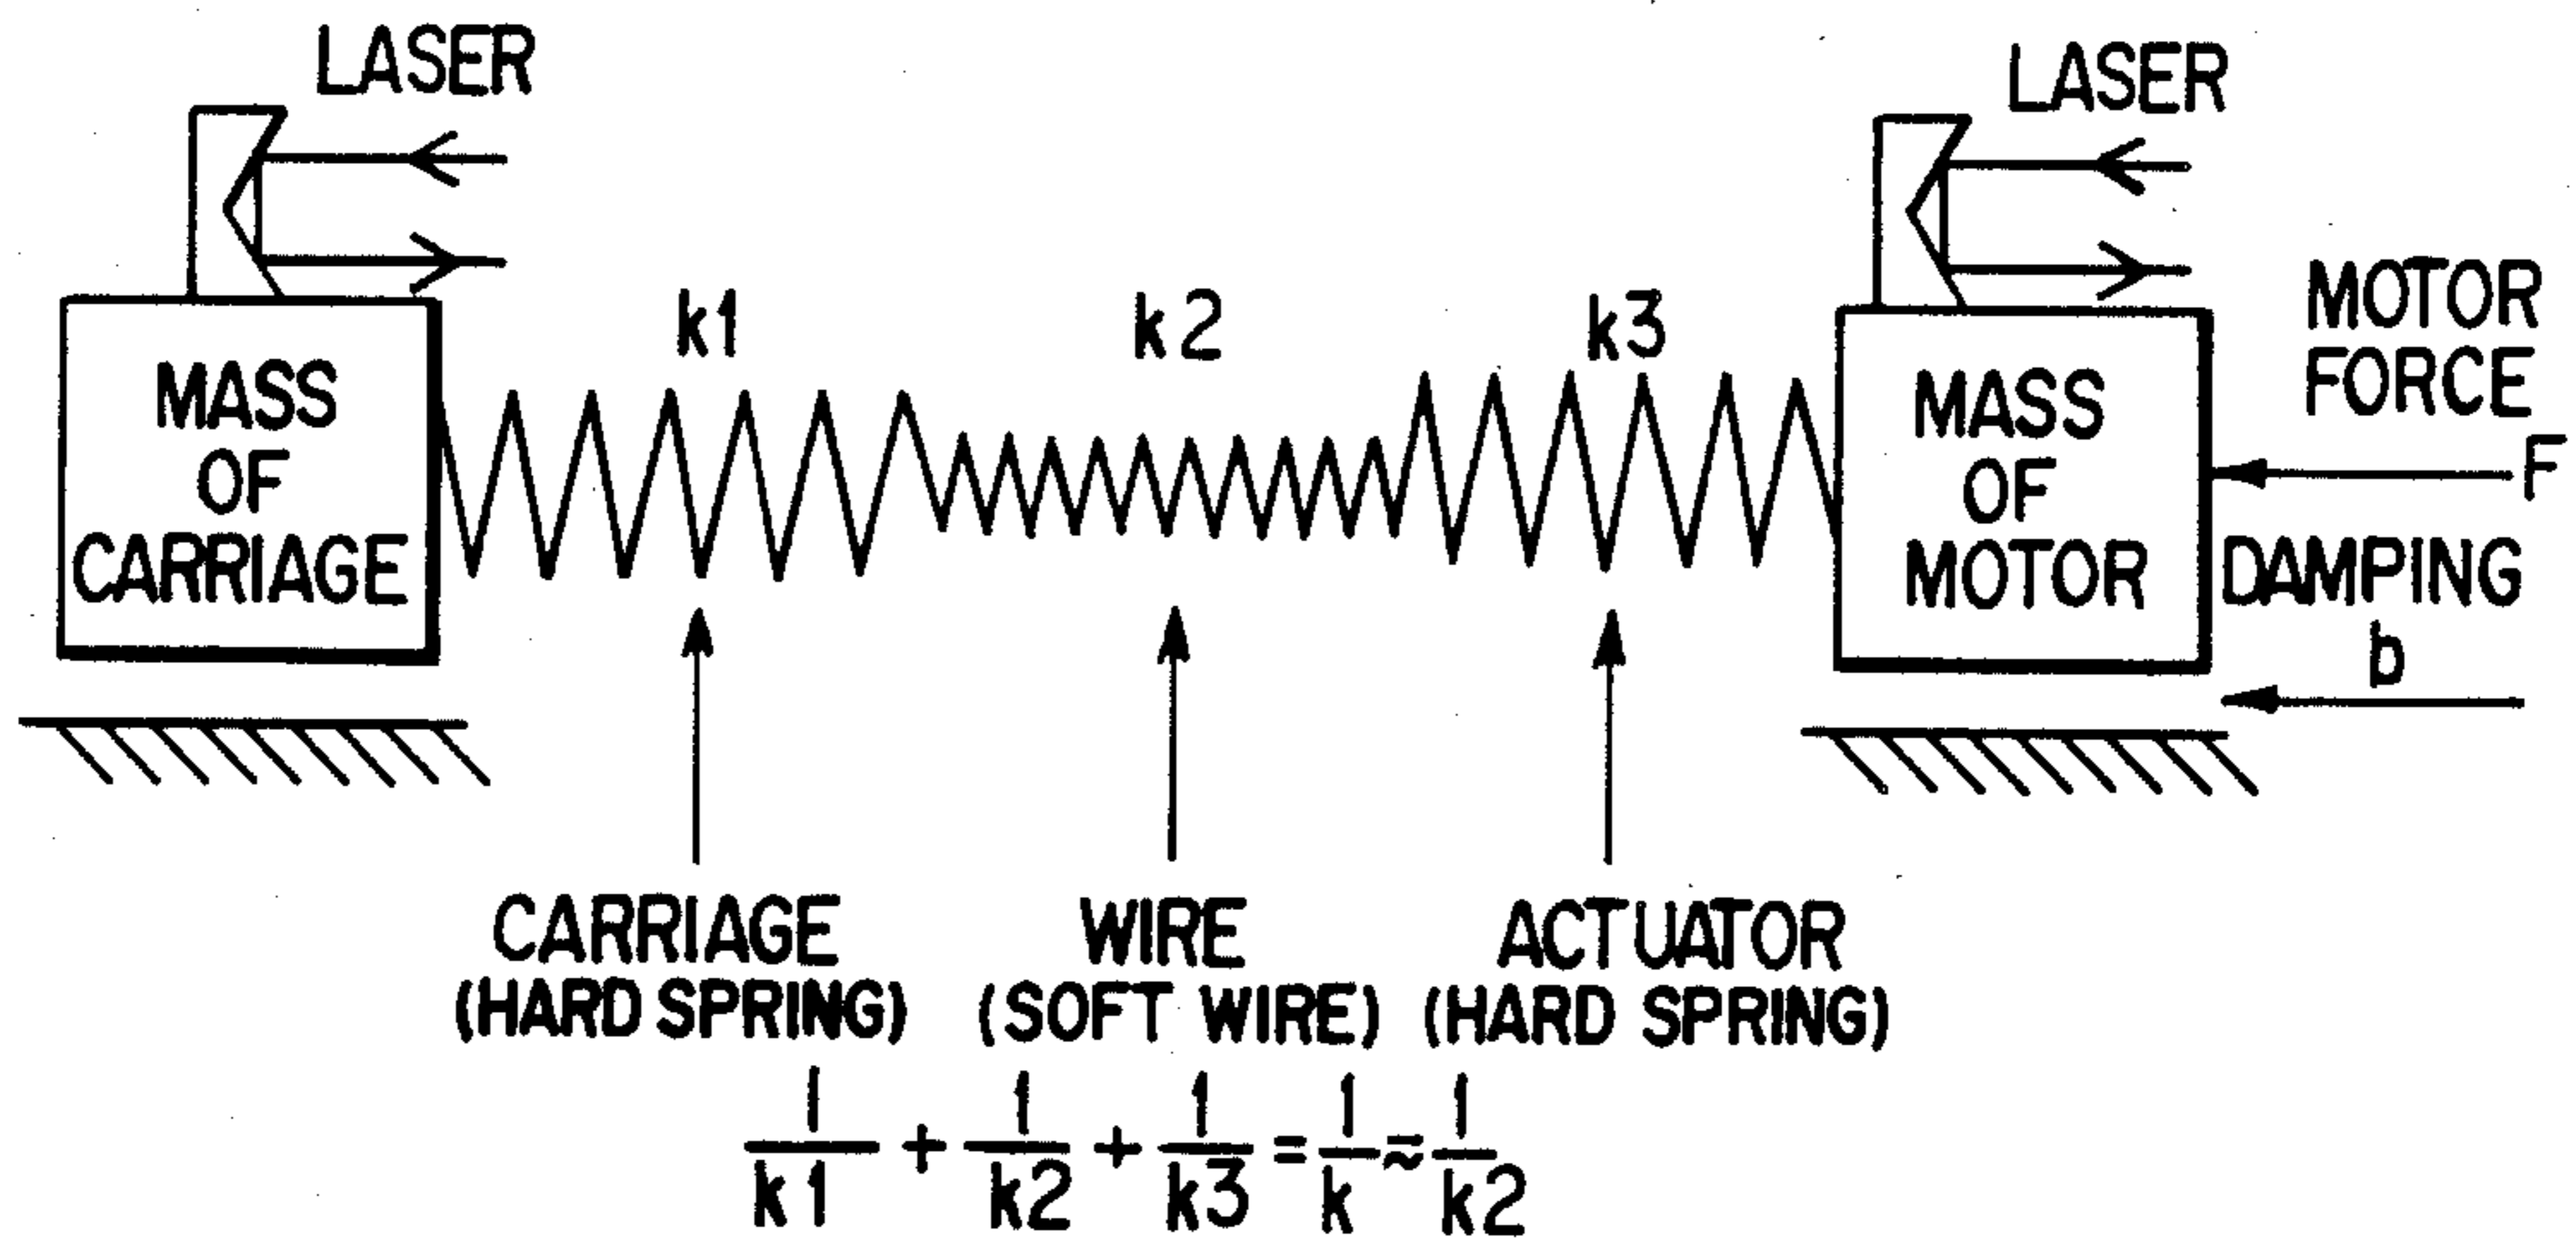 LASER
LASER
MOTOR
FORCE
F
k1
k2
k3
MASS
OF
CARRIAGE
MASS
OF
MOTOR
DAMPING
b
CARRIAGE
(HARD SPRING)
WIRE
(SOFT WIRE)
ACTUATOR
(HARD SPRING)
1/k1 + 1/k2 + 1/k3 = 1/k ≈ 1/k2